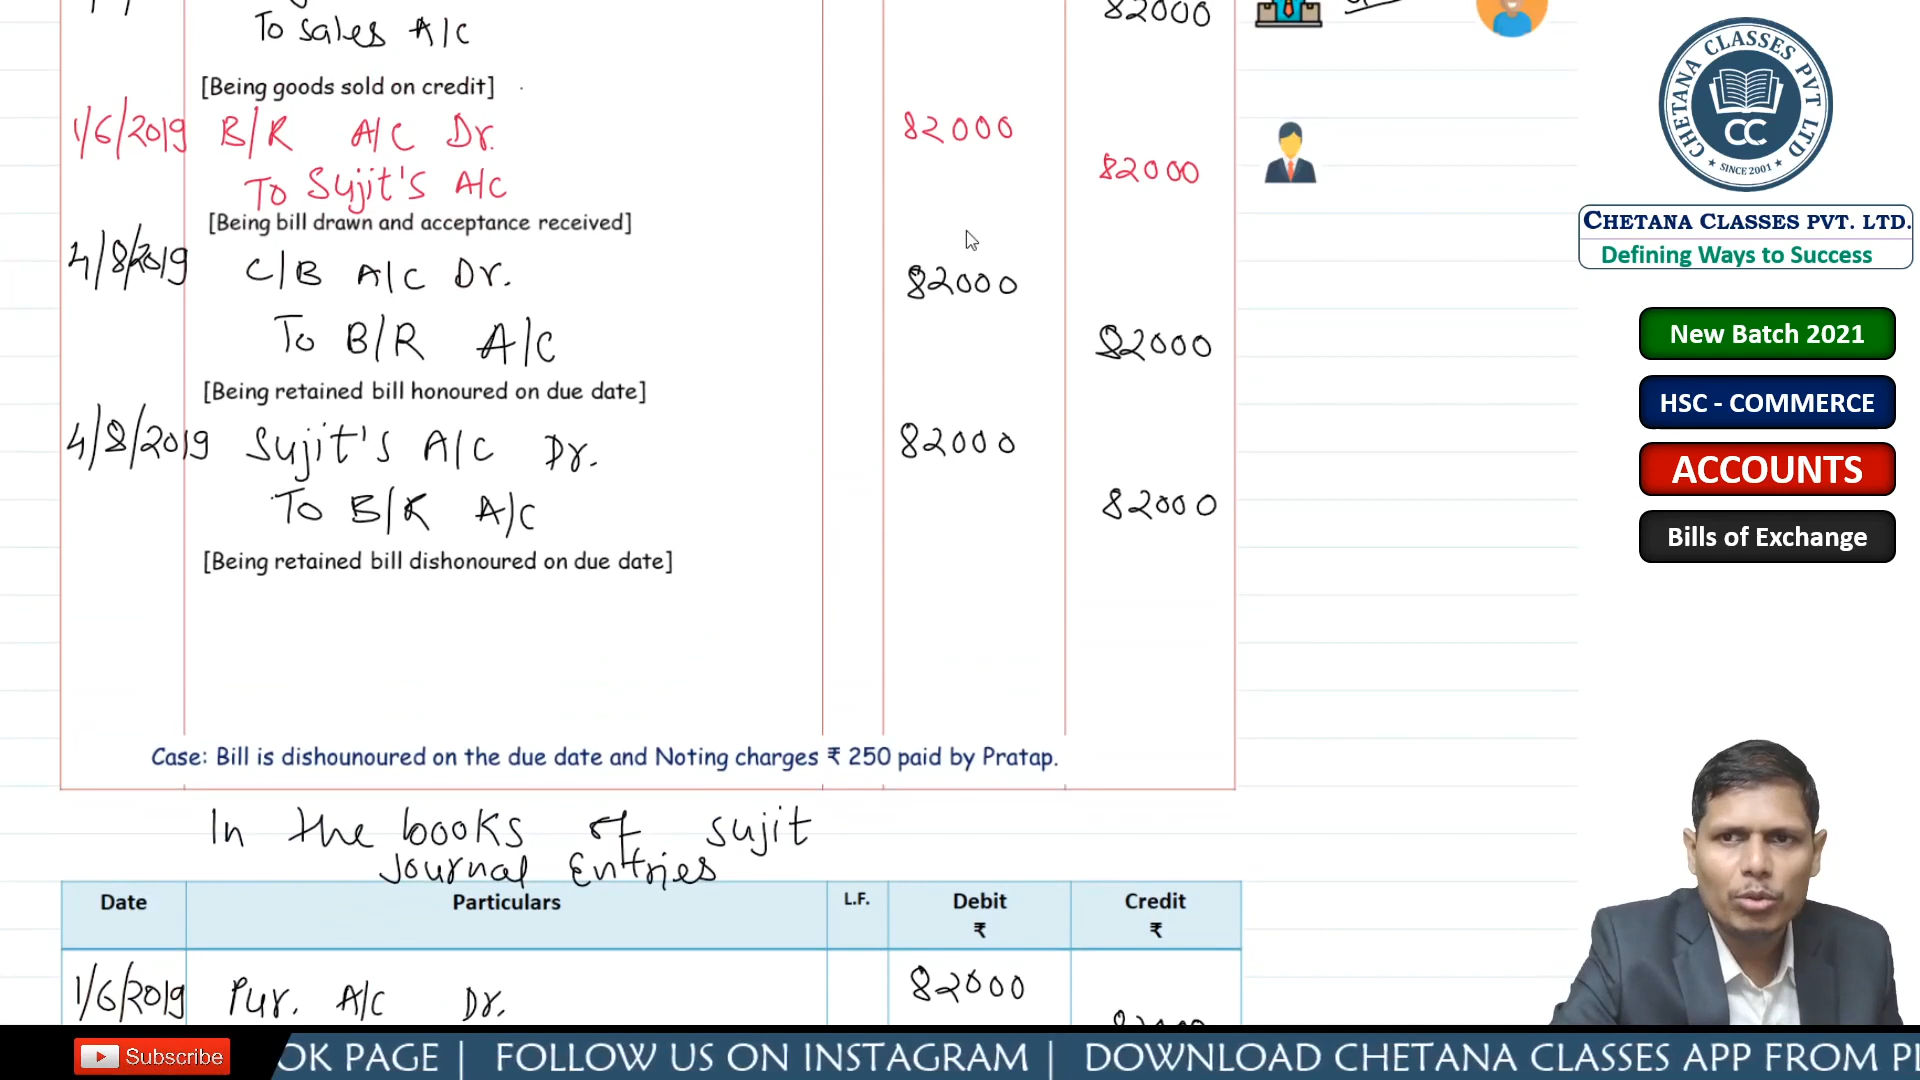 82000
To sales A/C
[Being goods sold on credit]
1/6/2019 B/R A/C Dr. 82000
To Sujit's A/C 82000
[Being bill drawn and acceptance received]
4/8/2019 C/B A/C Dr. 82000
To B/R A/C 82000
[Being retained bill honoured on due date]
4/8/2019 Sujit's A/C Dr. 82000
To B/R A/C 82000
[Being retained bill dishonoured on due date]
Case: Bill is dishounoured on the due date and Noting charges ₹ 250 paid by Pratap.
In the books of sujit
Journal Entries
Date Particulars L.F. Debit Credit
₹ ₹
1/6/2019 Pur. A/C Dr. 82000
CHETANA CLASSES PVT LTD
CC
SINCE 2001
CHETANA CLASSES PVT. LTD.
Defining Ways to Success
New Batch 2021
HSC - COMMERCE
ACCOUNTS
Bills of Exchange
Subscribe
OK PAGE | FOLLOW US ON INSTAGRAM | DOWNLOAD CHETANA CLASSES APP FROM